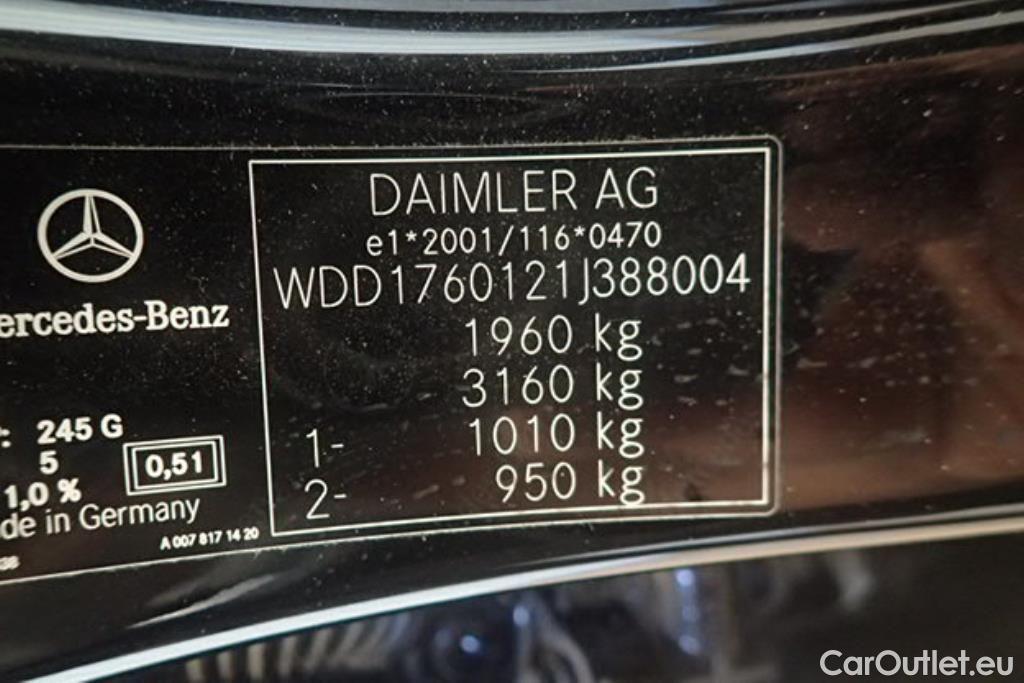 DAIMLER AG
e1*2001/116*0470
WDD1760121J388004
1960 kg
3160 kg
1- 1010 kg
2- 950 kg
ercedes-Benz
: 245 G
5
1,0 %
0,51
de in Germany
A 007 817 14 20
38
CarOutlet.eu